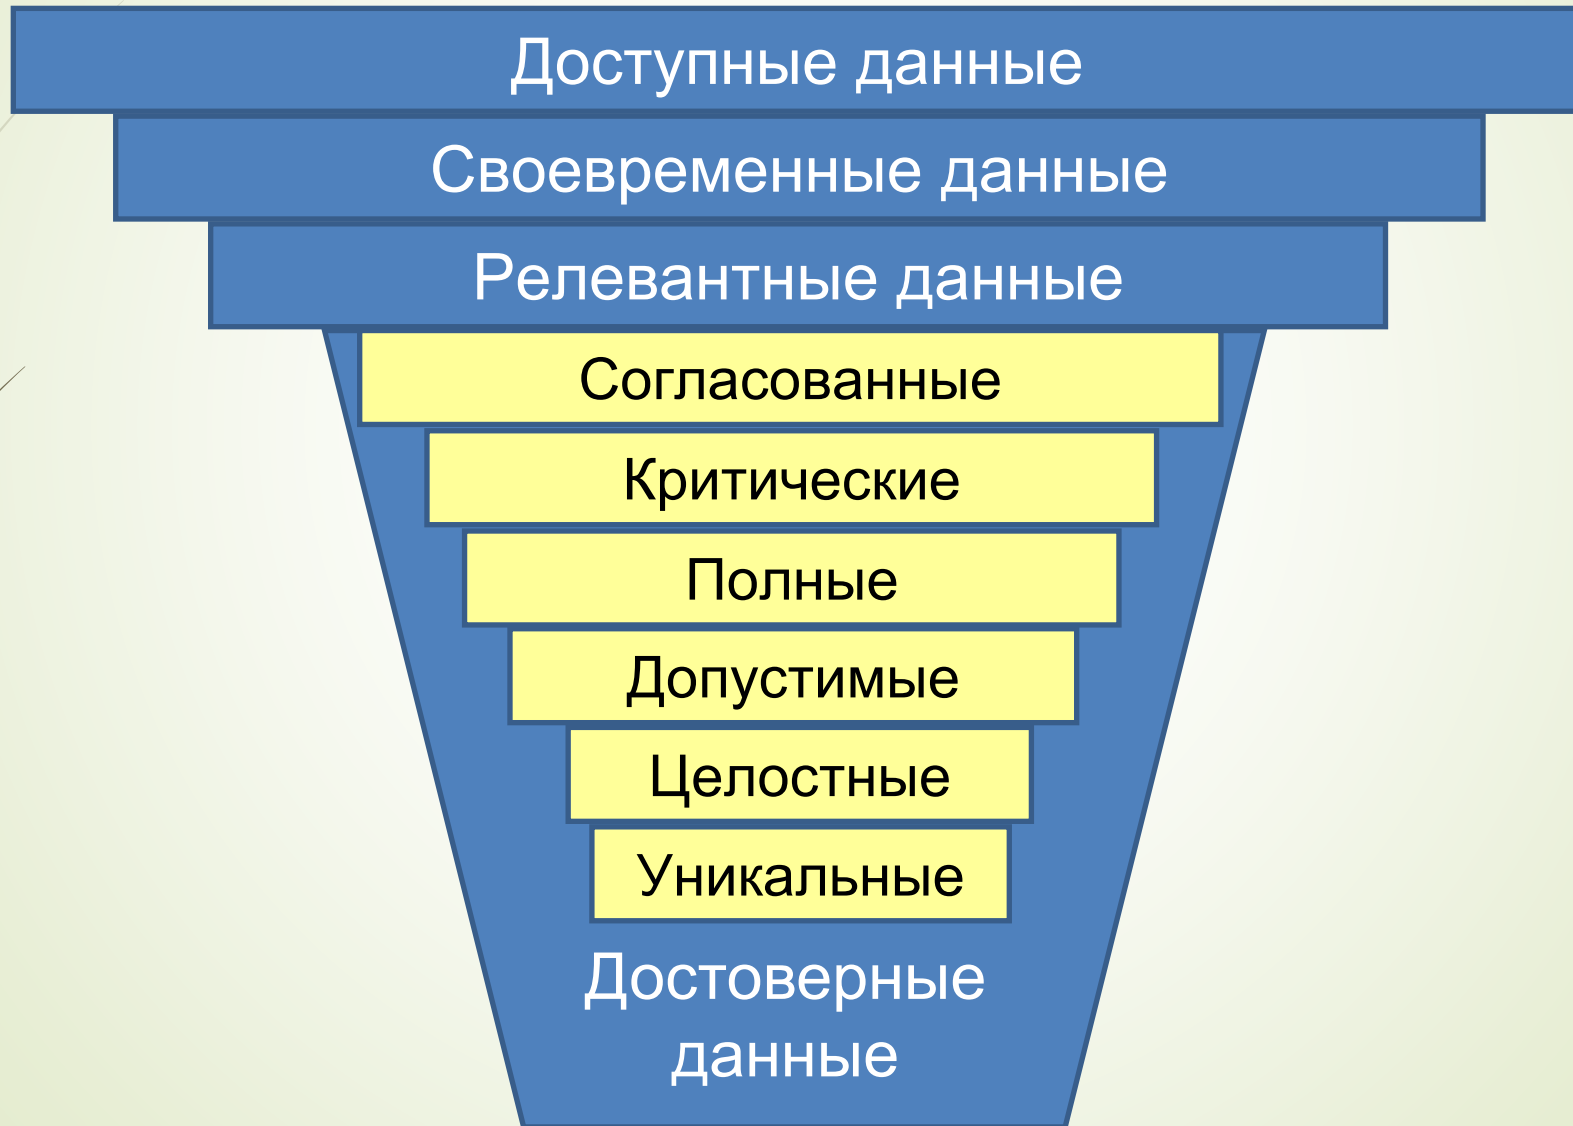 Доступные данные
Своевременные данные
Релевантные данные
Согласованные
Критические
Полные
Допустимые
Целостные
Уникальные
Достоверные
данные